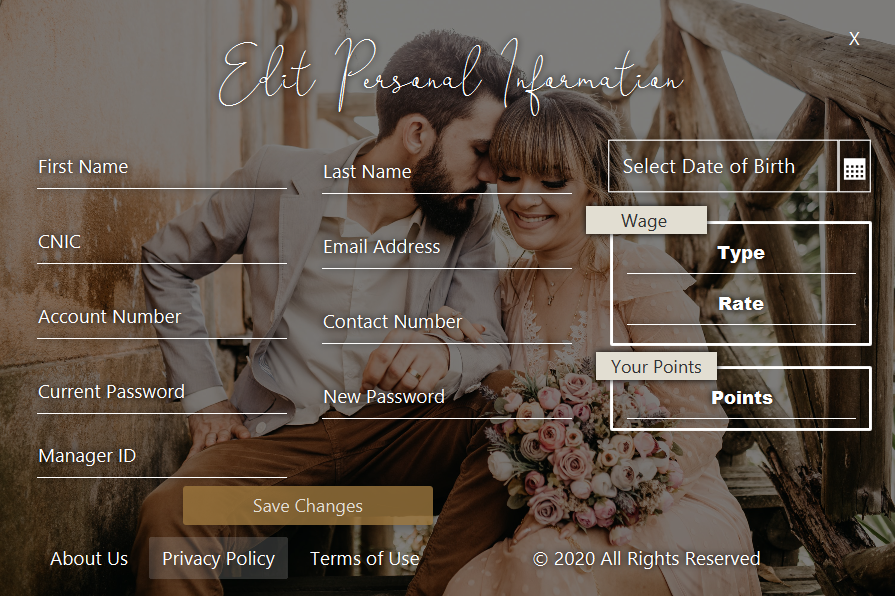 X
Edit Personal Information
First Name
Last Name
Select Date of Birth
CNIC
Email Address
Wage
Type
Rate
Account Number
Contact Number
Your Points
Points
Current Password
New Password
Manager ID
Save Changes
About Us
Privacy Policy
Terms of Use
© 2020 All Rights Reserved